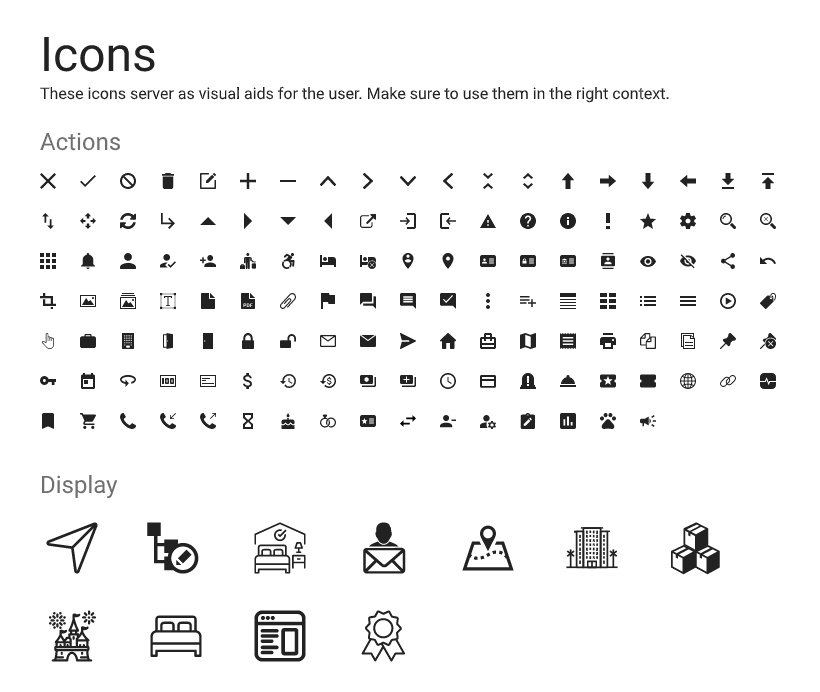 Icons
These icons server as visual aids for the user. Make sure to use them in the right context.
Actions
T
PDF
Display